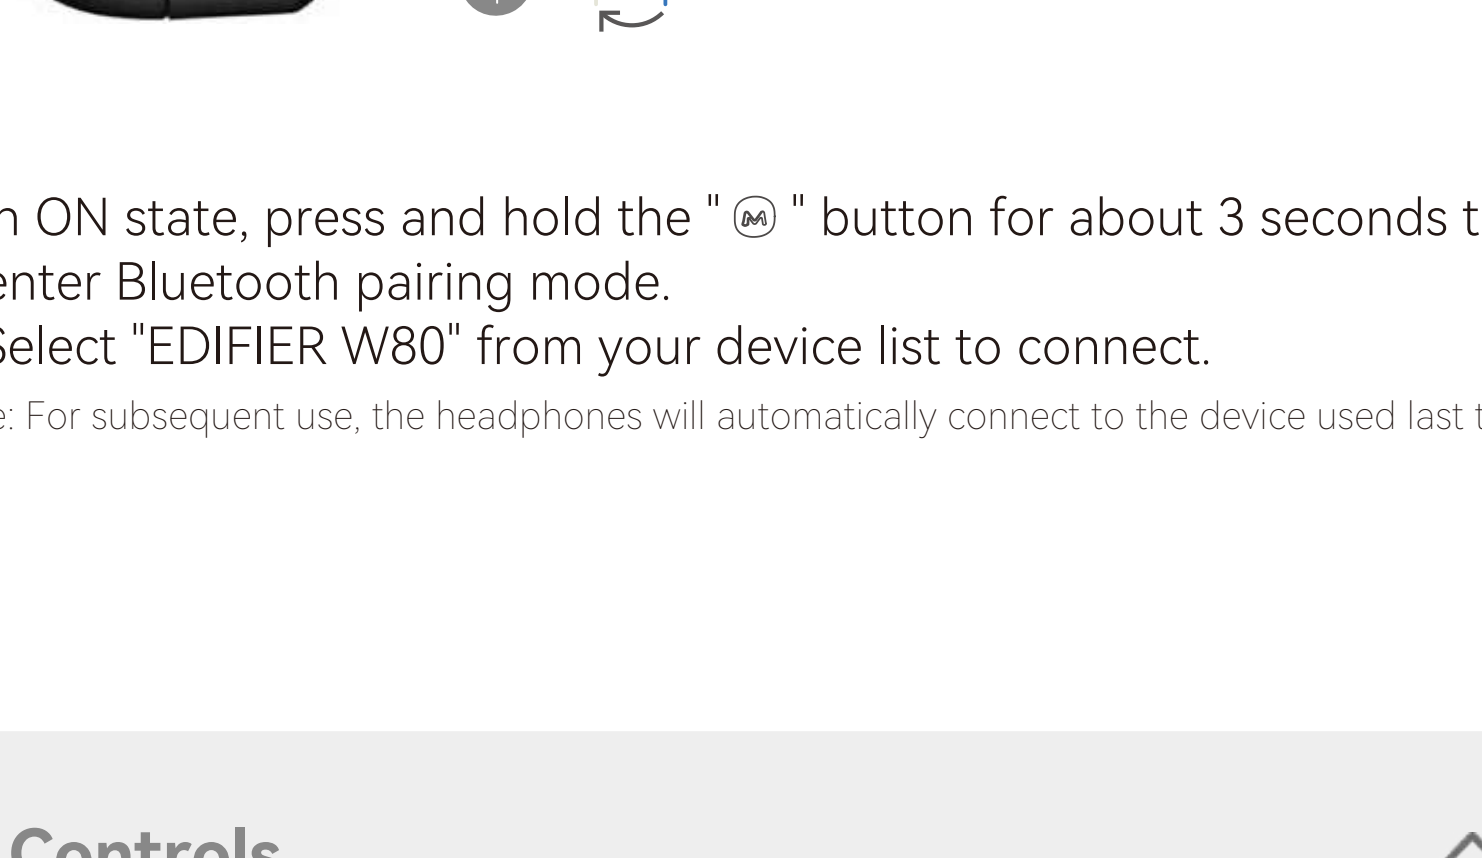 n ON state, press and hold the " M " button for about 3 seconds t
enter Bluetooth pairing mode.
Select "EDIFIER W80" from your device list to connect.
e: For subsequent use, the headphones will automatically connect to the device used last t
Controls